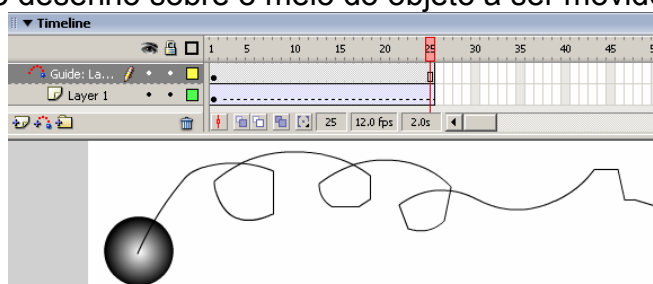 o desenho sobre o meio do objeto a ser movido
Timeline
1 5 10 15 20 25 30 35 40 45
Guide: La...
Layer 1
25 12.0 fps 2.0s